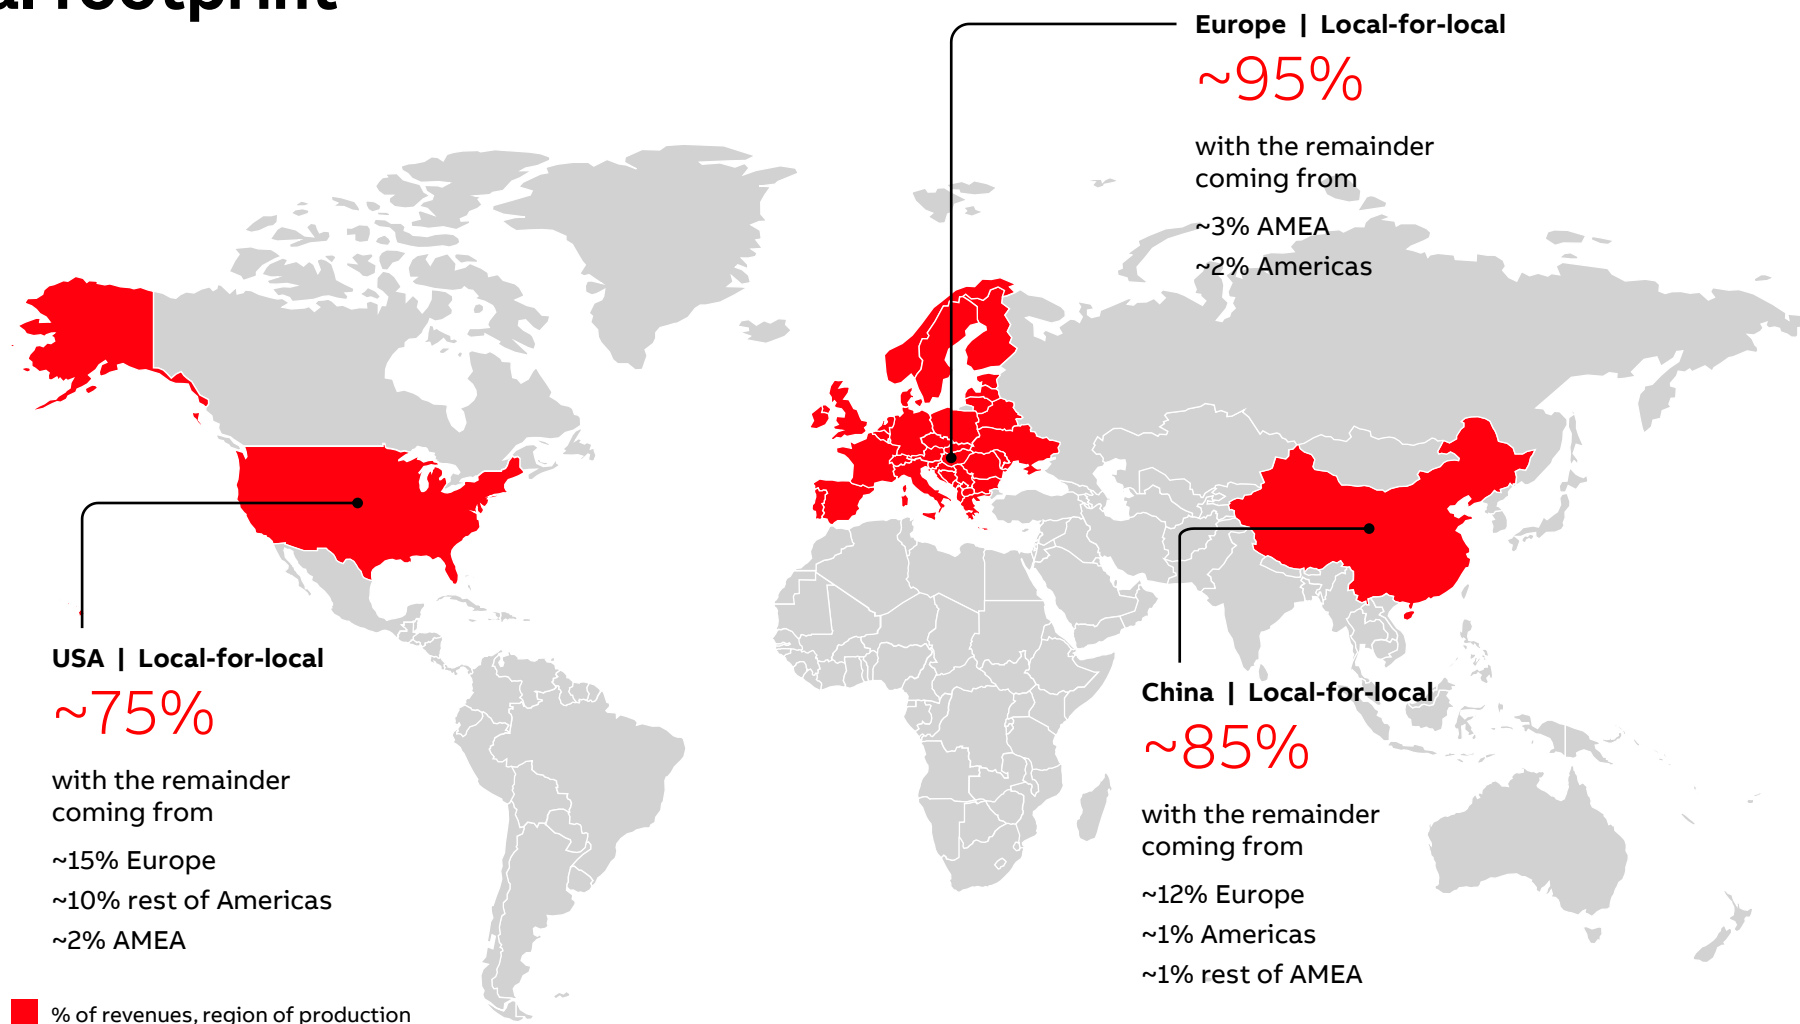 footprint
Europe | Local-for-local
~95%
with the remainder
coming from
~3% AMEA
~2% Americas
USA | Local-for-local
~75%
with the remainder
coming from
~15% Europe
~10% rest of Americas
~2% AMEA
China | Local-for-local
~85%
with the remainder
coming from
~12% Europe
~1% Americas
~1% rest of AMEA
% of revenues, region of production